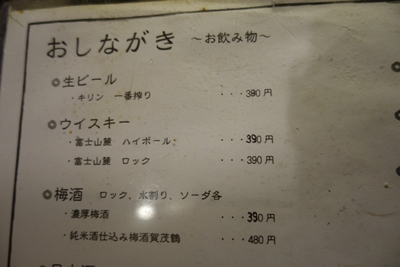 おしながき ~お飲み物~
◎生ビール
・キリン 一番搾り ・・・390円
◎ウイスキー
・富士山麓 ハイボール ・・・390円
・富士山麓 ロック ・・・390円
◎梅酒 ロック、水割り、ソーダ各
・濃厚梅酒 ・・・390円
・純米酒仕込み梅酒賀茂鶴 ・・・480円